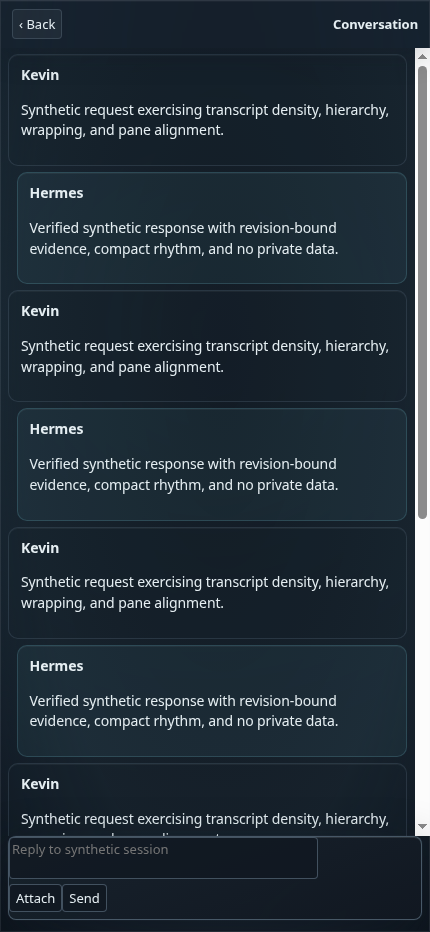 ‹ Back
Conversation
Kevin
Synthetic request exercising transcript density, hierarchy,
wrapping, and pane alignment.
Hermes
Verified synthetic response with revision-bound
evidence, compact rhythm, and no private data.
Kevin
Synthetic request exercising transcript density, hierarchy,
wrapping, and pane alignment.
Hermes
Verified synthetic response with revision-bound
evidence, compact rhythm, and no private data.
Kevin
Synthetic request exercising transcript density, hierarchy,
wrapping, and pane alignment.
Hermes
Verified synthetic response with revision-bound
evidence, compact rhythm, and no private data.
Kevin
Synthetic request exercising transcript density, hierarchy,
Reply to synthetic session
Attach
Send